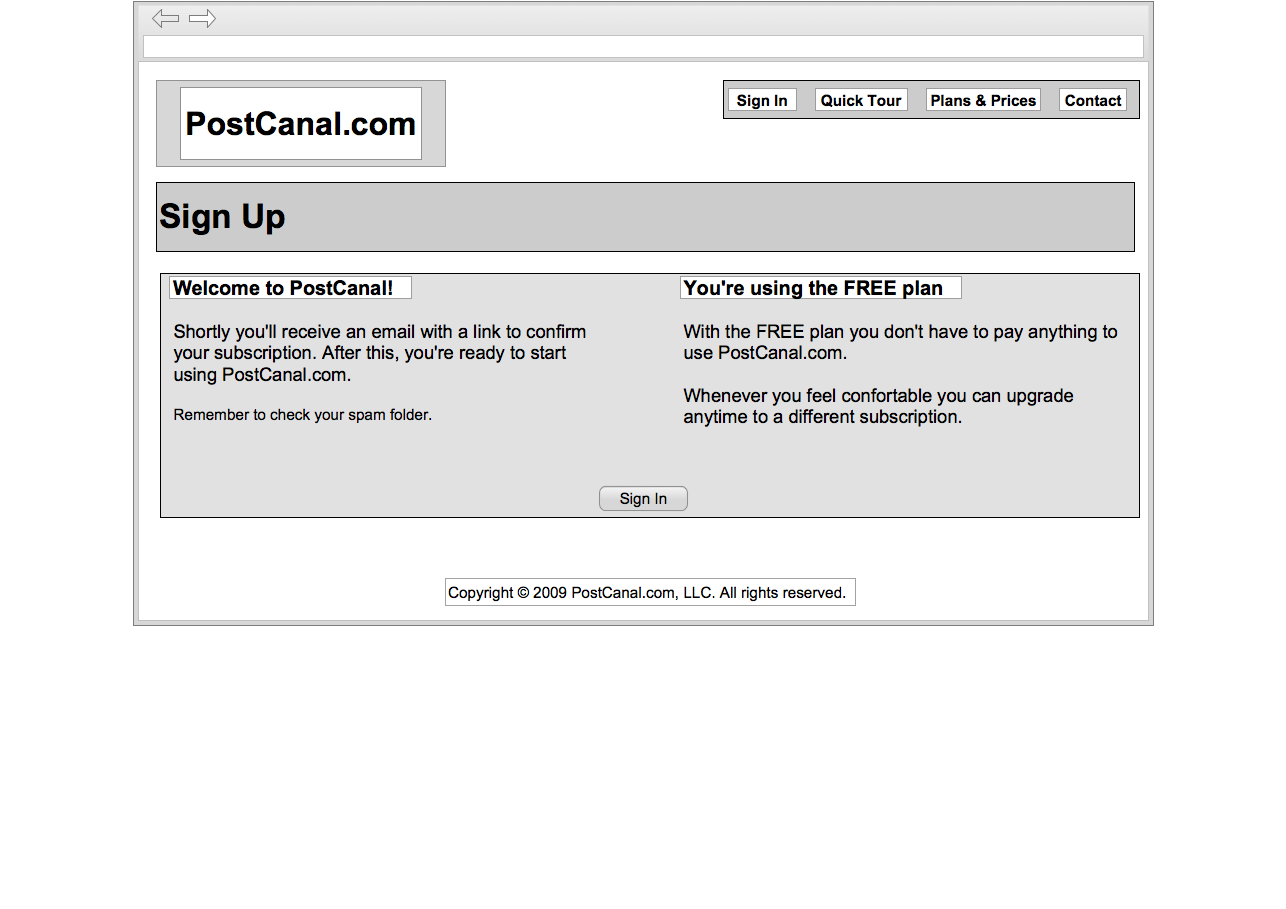 PostCanal.com
Sign In
Quick Tour
Plans & Prices
Contact
Sign Up
Welcome to PostCanal!
Shortly you'll receive an email with a link to confirm
your subscription. After this, you're ready to start
using PostCanal.com.
Remember to check your spam folder.
You're using the FREE plan
With the FREE plan you don't have to pay anything to
use PostCanal.com.
Whenever you feel confortable you can upgrade
anytime to a different subscription.
Sign In
Copyright © 2009 PostCanal.com, LLC. All rights reserved.